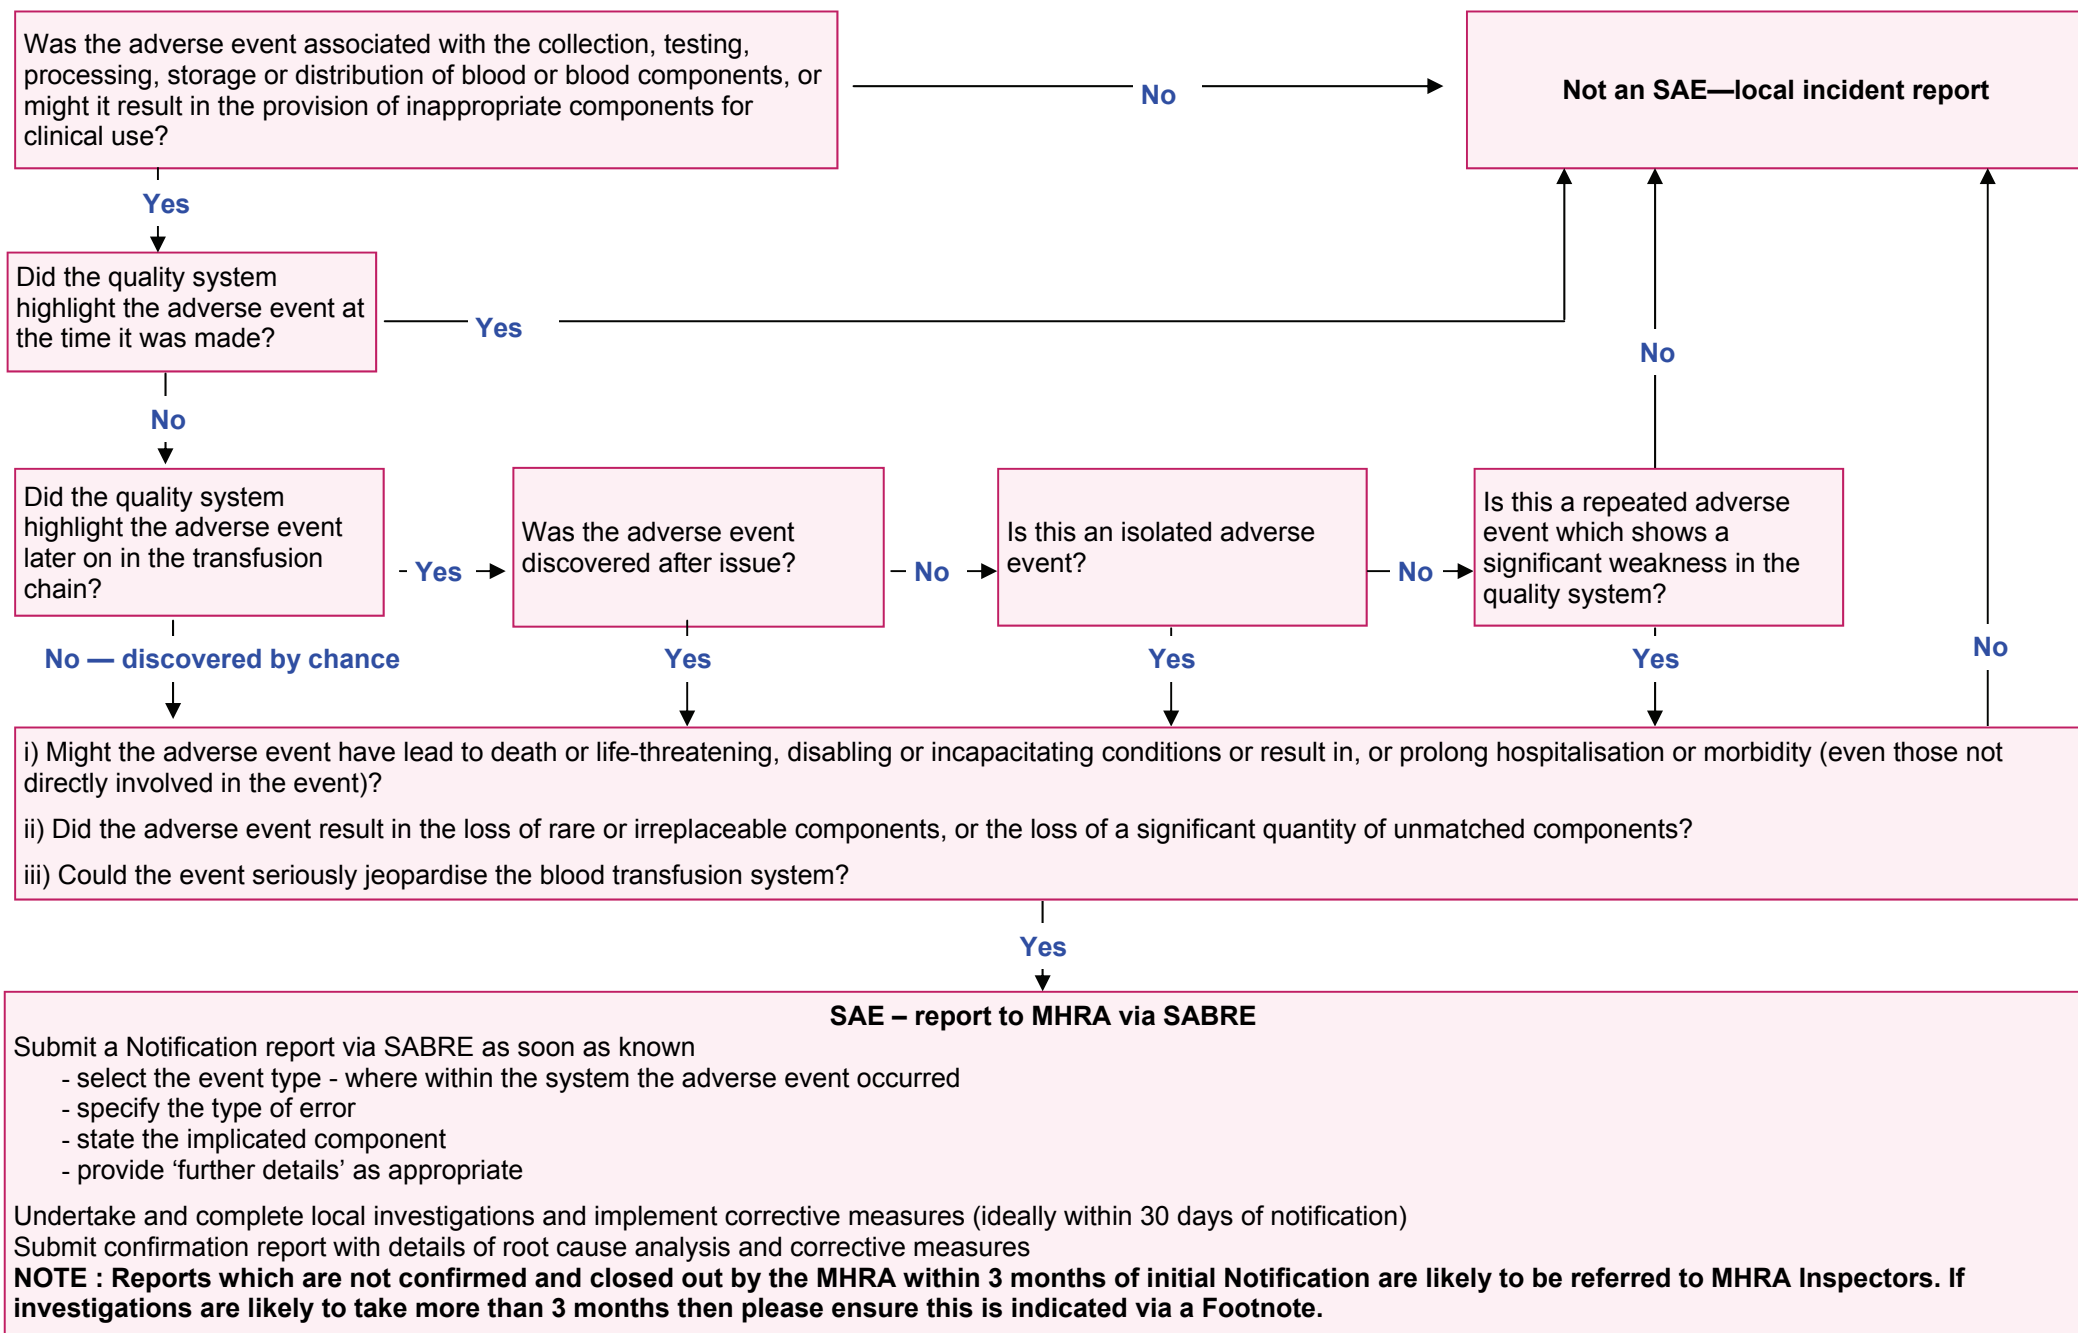 Was the adverse event associated with the collection, testing,
processing, storage or distribution of blood or blood components, or
might it result in the provision of inappropriate components for
clinical use?
No
Not an SAE—local incident report
Yes
Did the quality system
highlight the adverse event at
the time it was made?
Yes
No
No
Did the quality system
highlight the adverse event
later on in the transfusion
chain?
Yes
Was the adverse event
discovered after issue?
No
Is this an isolated adverse
event?
No
Is this a repeated adverse
event which shows a
significant weakness in the
quality system?
No — discovered by chance
Yes
Yes
Yes
No
i) Might the adverse event have lead to death or life-threatening, disabling or incapacitating conditions or result in, or prolong hospitalisation or morbidity (even those not
directly involved in the event)?
ii) Did the adverse event result in the loss of rare or irreplaceable components, or the loss of a significant quantity of unmatched components?
iii) Could the event seriously jeopardise the blood transfusion system?
Yes
SAE – report to MHRA via SABRE
Submit a Notification report via SABRE as soon as known
- select the event type - where within the system the adverse event occurred
- specify the type of error
- state the implicated component
- provide ‘further details’ as appropriate
Undertake and complete local investigations and implement corrective measures (ideally within 30 days of notification)
Submit confirmation report with details of root cause analysis and corrective measures
NOTE : Reports which are not confirmed and closed out by the MHRA within 3 months of initial Notification are likely to be referred to MHRA Inspectors. If
investigations are likely to take more than 3 months then please ensure this is indicated via a Footnote.